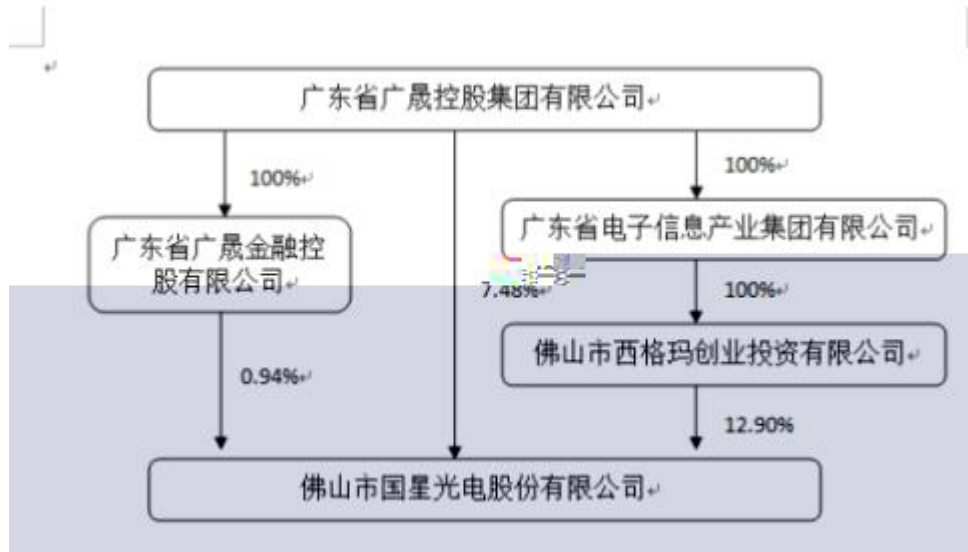 广东省广晟控股集团有限公司
100%
100%
广东省广晟金融控
股有限公司
广东省电子信息产业集团有限公司
7.48%
100%
佛山市西格玛创业投资有限公司
0.94%
12.90%
佛山市国星光电股份有限公司